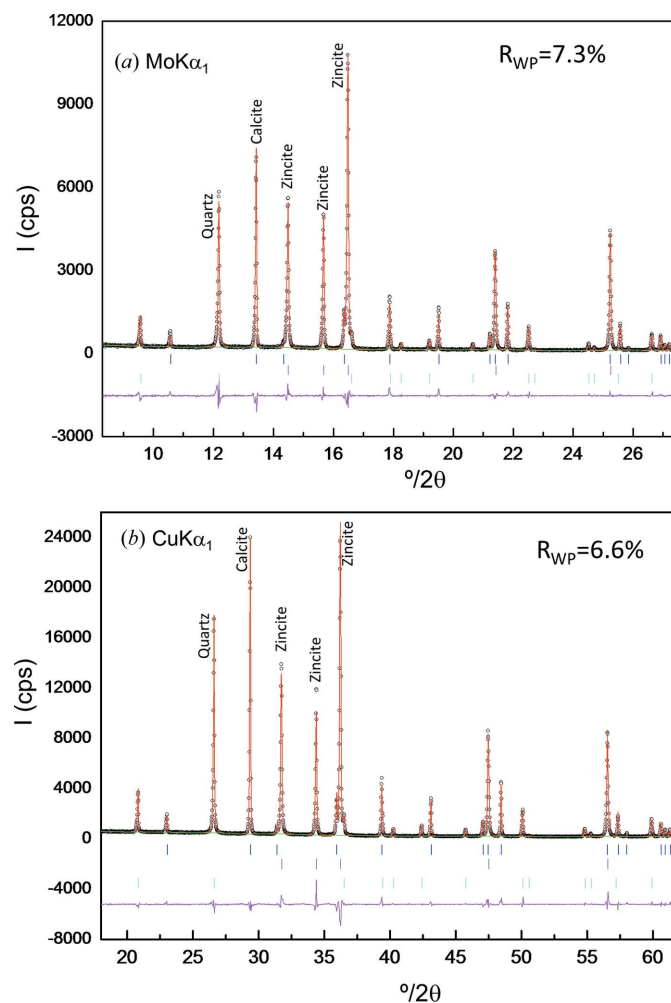 12000
(a) MoKα1
Zincite
RWP=7.3%
9000
Calcite
Zincite
Zincite
Quartz
6000
I (cps)
3000
0
-3000
10 12 14 16 18 20 22 24 26
º/2θ
24000
(b) CuKα1
Calcite
Zincite
RWP=6.6%
20000
Quartz
Zincite
Zincite
16000
12000
I (cps)
8000
4000
0
-4000
-8000
20 25 30 35 40 45 50 55 60
º/2θ